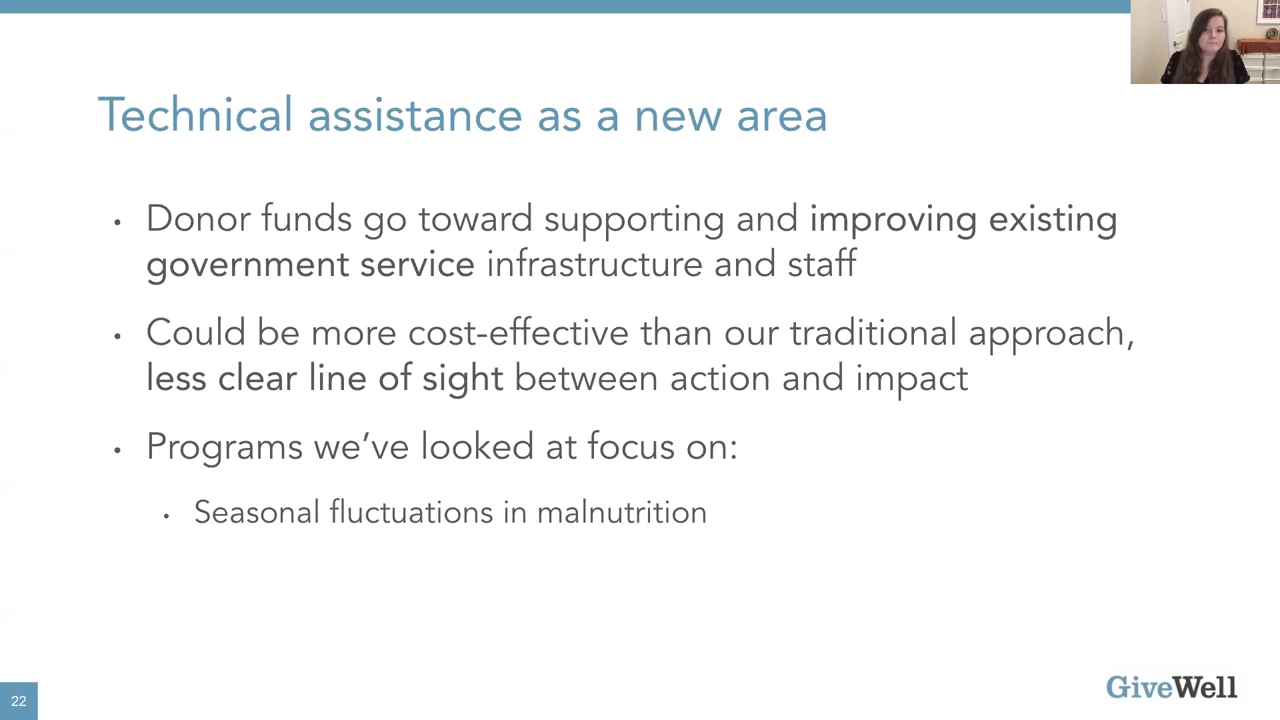 Technical assistance as a new area
• Donor funds go toward supporting and improving existing
government service infrastructure and staff
• Could be more cost-effective than our traditional approach,
less clear line of sight between action and impact
• Programs we’ve looked at focus on:
• Seasonal fluctuations in malnutrition
22
GiveWell